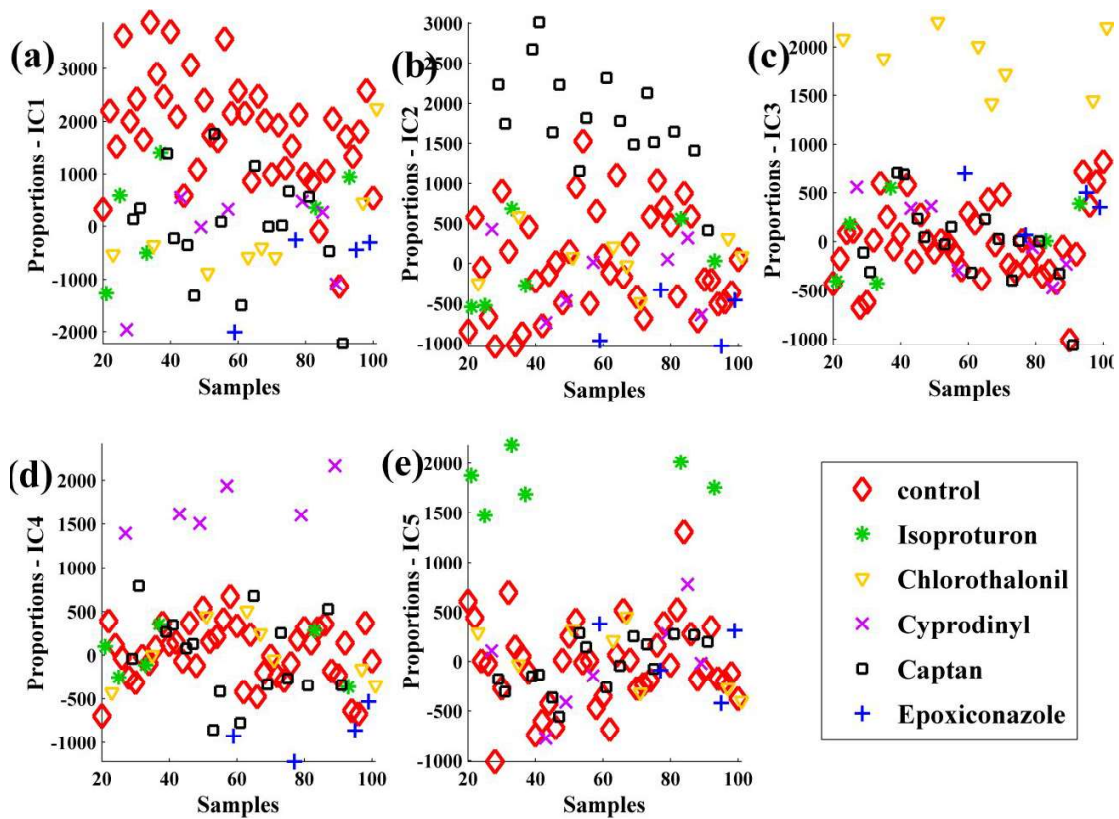 (a)
Proportions - IC1
3000
2000
1000
0
-1000
-2000
20 40 60 80 100
Samples
(b)
Proportions - IC2
3000
2500
2000
1500
1000
500
0
-500
-1000
20 40 60 80 100
Samples
(c)
Proportions - IC3
2000
1500
1000
500
0
-500
-1000
20 40 60 80 100
Samples
(d)
Proportions - IC4
2000
1500
1000
500
0
-500
-1000
20 40 60 80 100
Samples
(e)
Proportions - IC5
2000
1500
1000
500
0
-500
-1000
20 40 60 80 100
Samples
control
Isoproturon
Chlorothalonil
Cyprodinyl
Captan
Epoxiconazole